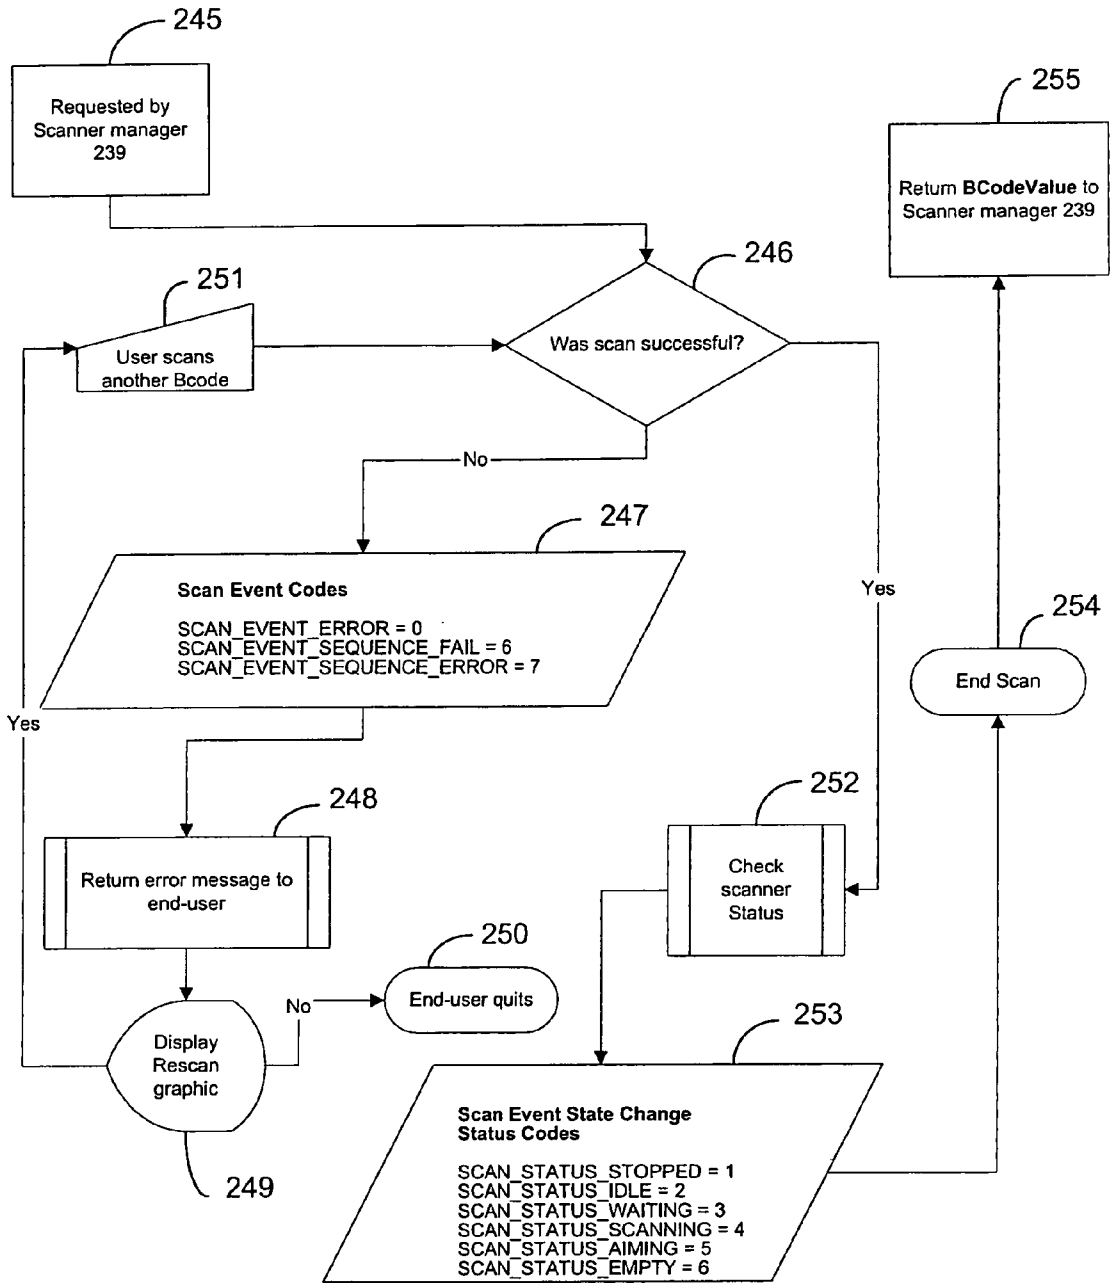 245
Requested by
Scanner manager
239
255
Return BCodeValue to
Scanner manager 239
246
Was scan successful?
251
User scans
another Bcode
No
247
Scan Event Codes
SCAN_EVENT_ERROR = 0
SCAN_EVENT_SEQUENCE_FAIL = 6
SCAN_EVENT_SEQUENCE_ERROR = 7
Yes
254
End Scan
Yes
252
Check
scanner
Status
248
Return error message to
end-user
250
End-user quits
No
Display
Rescan
graphic
249
253
Scan Event State Change
Status Codes
SCAN_STATUS_STOPPED = 1
SCAN_STATUS_IDLE = 2
SCAN_STATUS_WAITING = 3
SCAN_STATUS_SCANNING = 4
SCAN_STATUS_AIMING = 5
SCAN_STATUS_EMPTY = 6